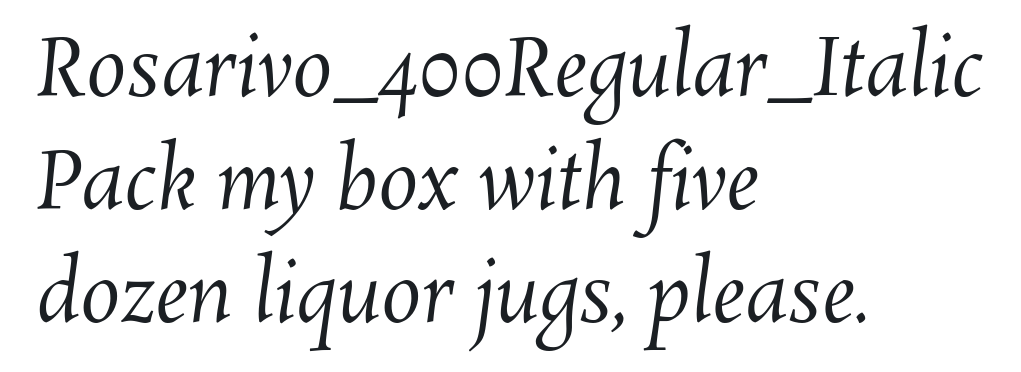 Rosarivo_400Regular_Italic
Pack my box with five
dozen liquor jugs, please.